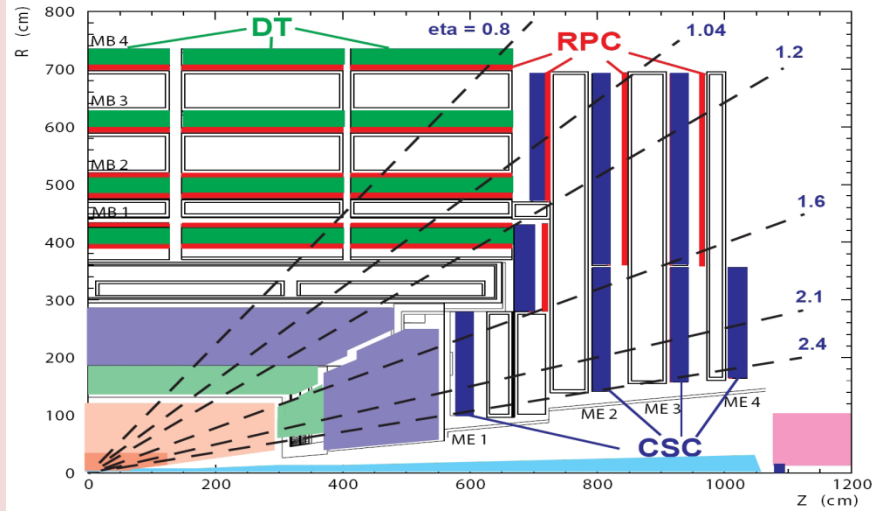 R (cm)
800
700
600
500
400
300
200
100
0
MB 4
MB 3
MB 2
MB 1
DT
eta = 0.8
RPC
1.04
1.2
1.6
2.1
2.4
ME 1
ME 2
ME 3
ME 4
CSC
0
200
400
600
800
1000
1200
Z (cm)